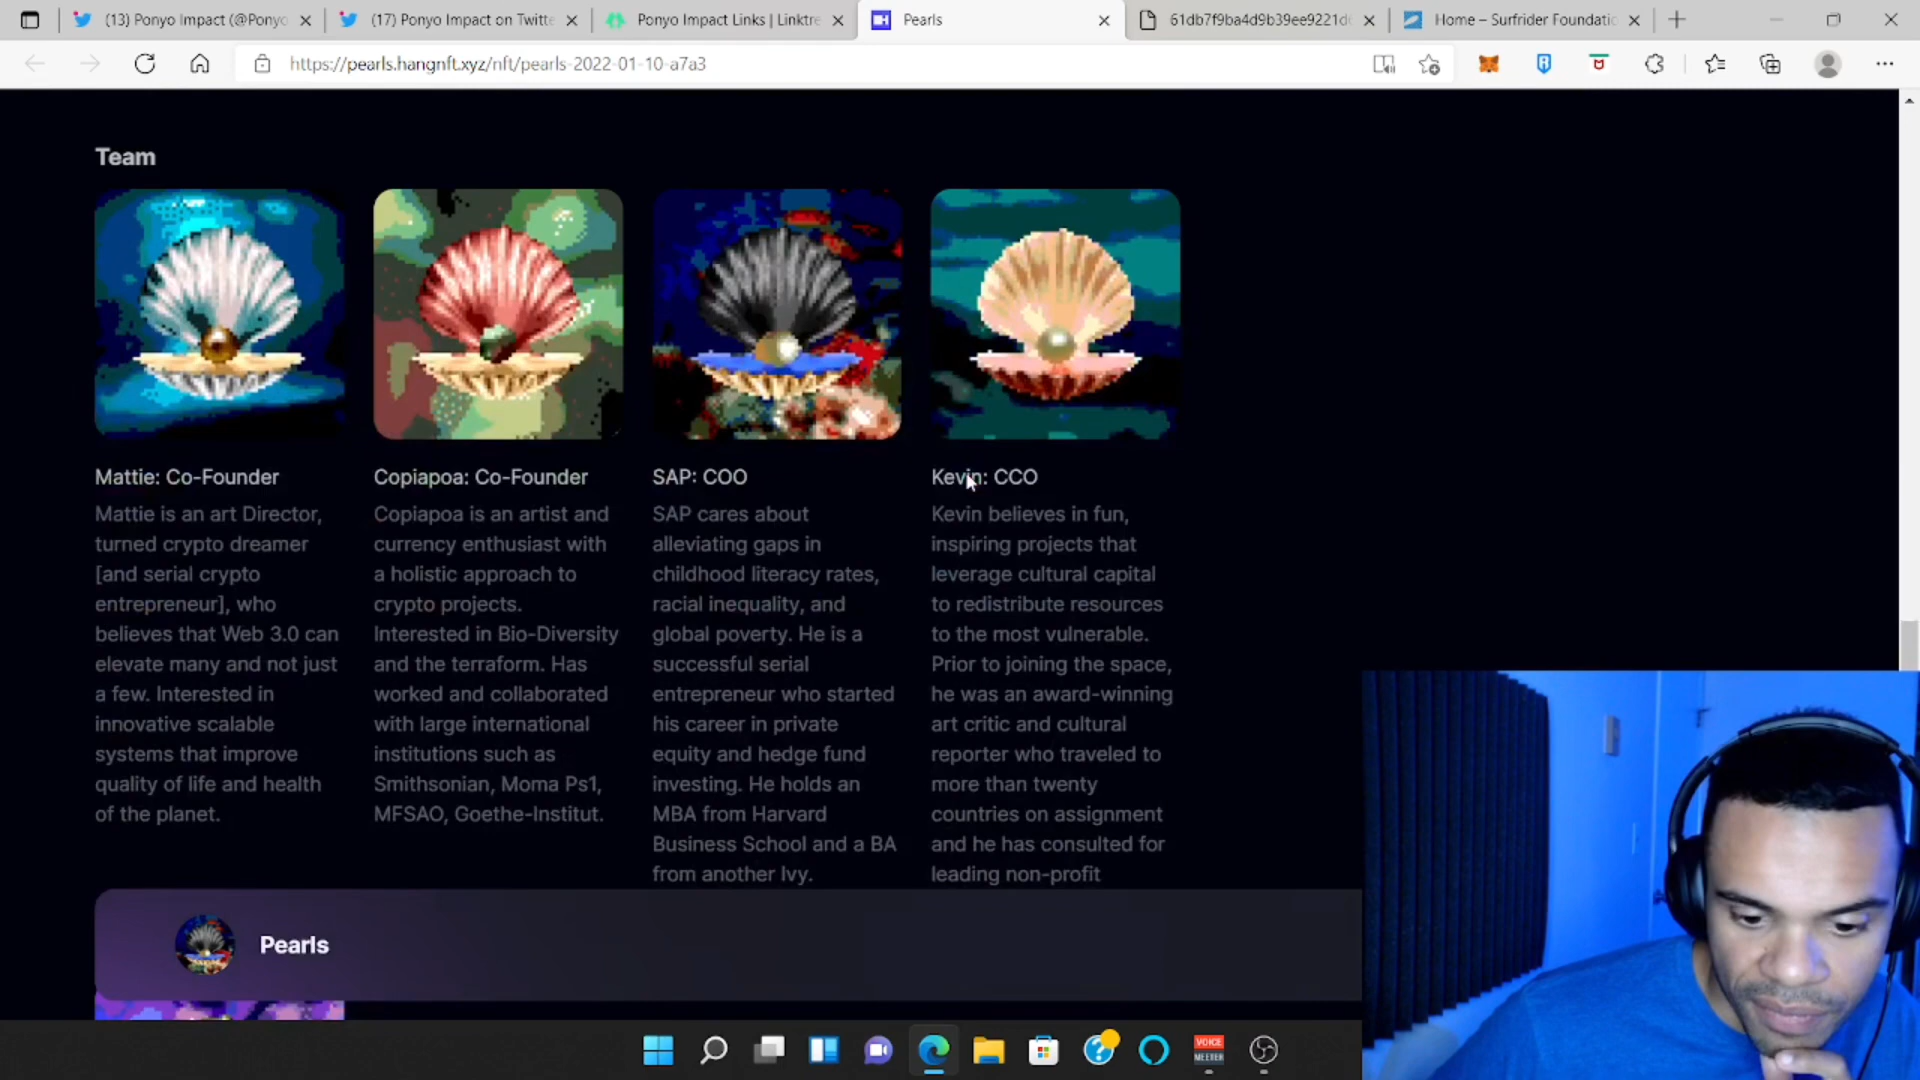 (13) Ponyo Impact (@Ponyo
(17) Ponyo Impact on Twitte
Ponyo Impact Links | Linktre
Pearls
61db7f9ba4d9b39ee9221d
Home – Surfrider Foundatio
https://pearls.hangnft.xyz/nft/pearls-2022-01-10-a7a3
Team
Mattie: Co-Founder
Mattie is an art Director,
turned crypto dreamer
[and serial crypto
entrepreneur], who
believes that Web 3.0 can
elevate many and not just
a few. Interested in
innovative scalable
systems that improve
quality of life and health
of the planet.
Copiapoa: Co-Founder
Copiapoa is an artist and
currency enthusiast with
a holistic approach to
crypto projects.
Interested in Bio-Diversity
and the terraform. Has
worked and collaborated
with large international
institutions such as
Smithsonian, Moma Ps1,
MFSAO, Goethe-Institut.
SAP: COO
SAP cares about
alleviating gaps in
childhood literacy rates,
racial inequality, and
global poverty. He is a
successful serial
entrepreneur who started
his career in private
equity and hedge fund
investing. He holds an
MBA from Harvard
Business School and a BA
from another Ivy.
Kevin: CCO
Kevin believes in fun,
inspiring projects that
leverage cultural capital
to redistribute resources
to the most vulnerable.
Prior to joining the space,
he was an award-winning
art critic and cultural
reporter who traveled to
more than twenty
countries on assignment
and he has consulted for
leading non-profit
Pearls
VOICE
MEETER